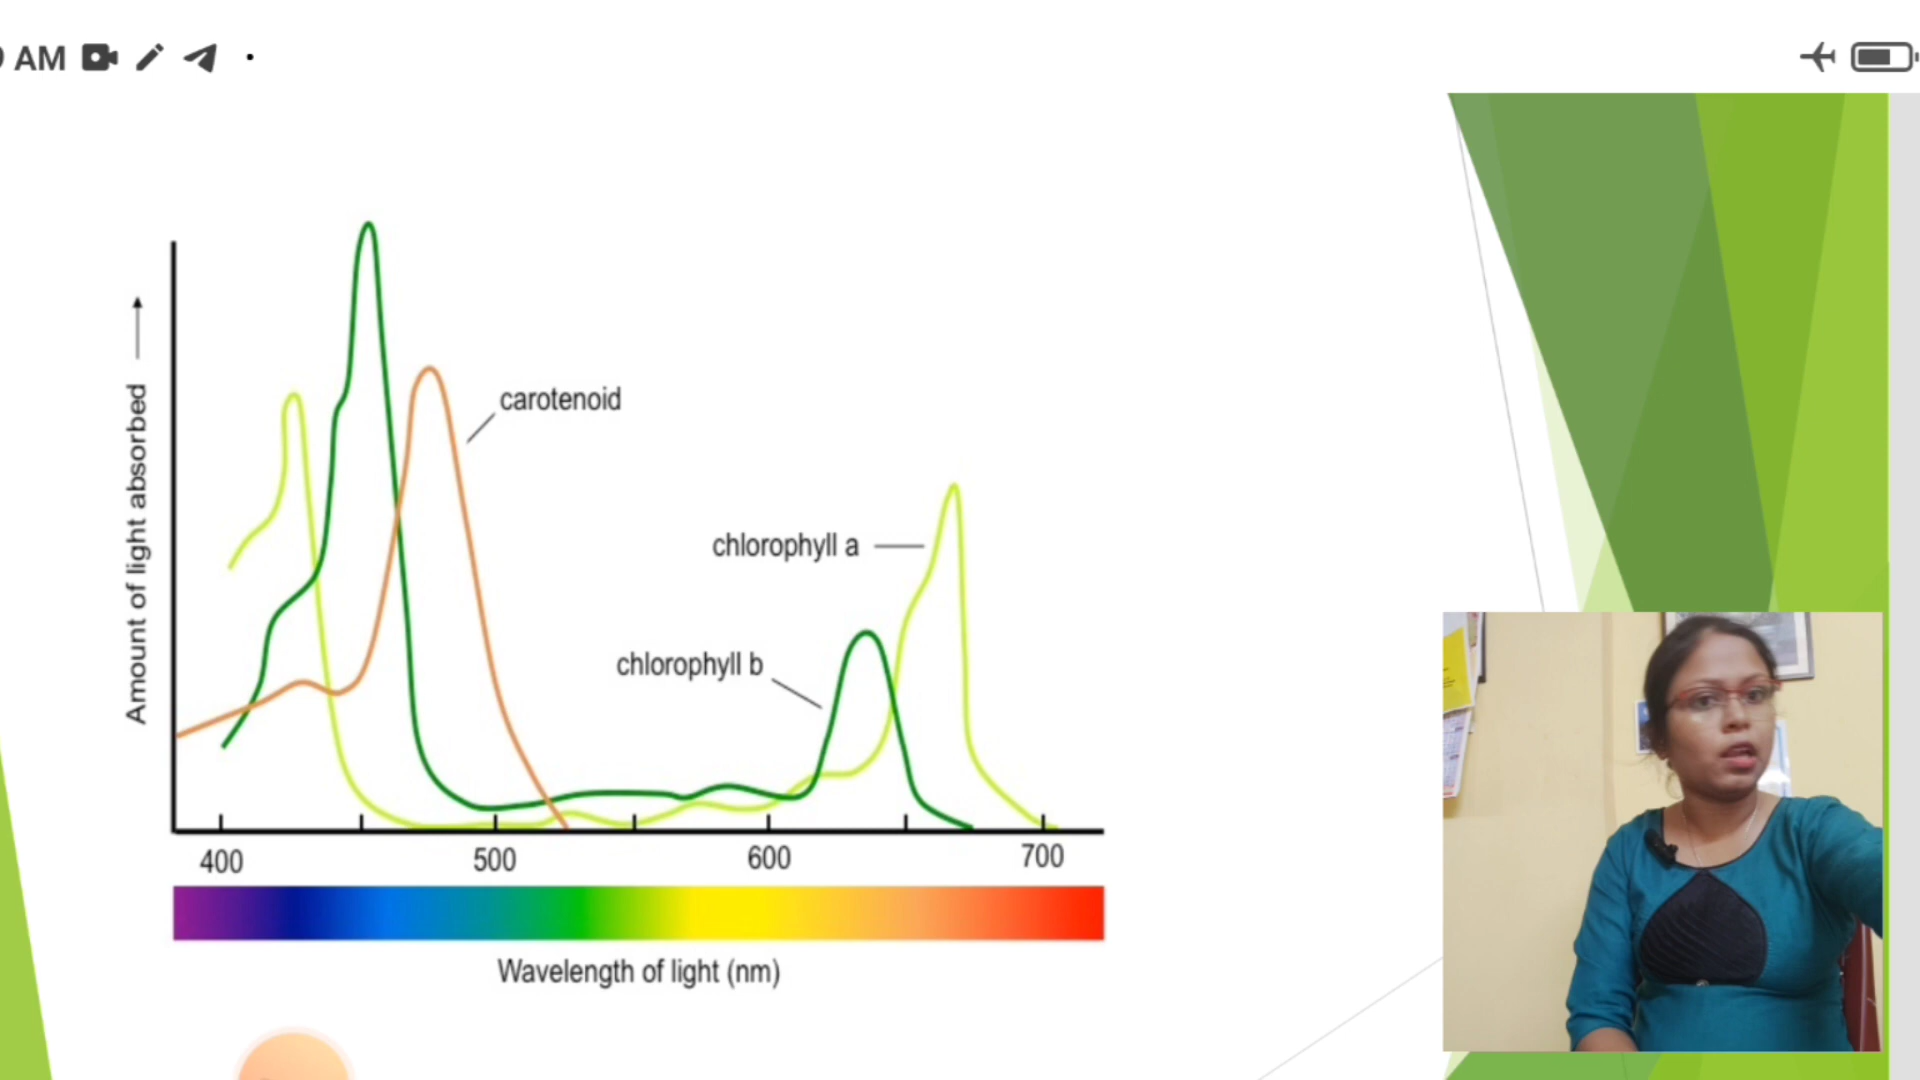 AM
carotenoid
Amount of light absorbed
chlorophyll a
chlorophyll b
400 500 600 700
Wavelength of light (nm)